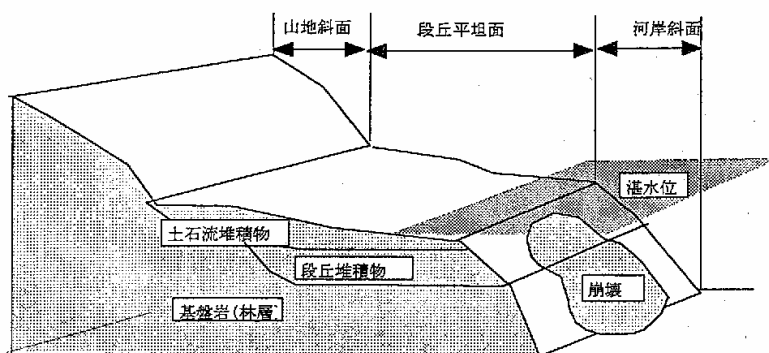 山地斜面
段丘平坦面
河岸斜面
湛水位
土石流堆積物
段丘堆積物
崩壊
基盤岩(林層)